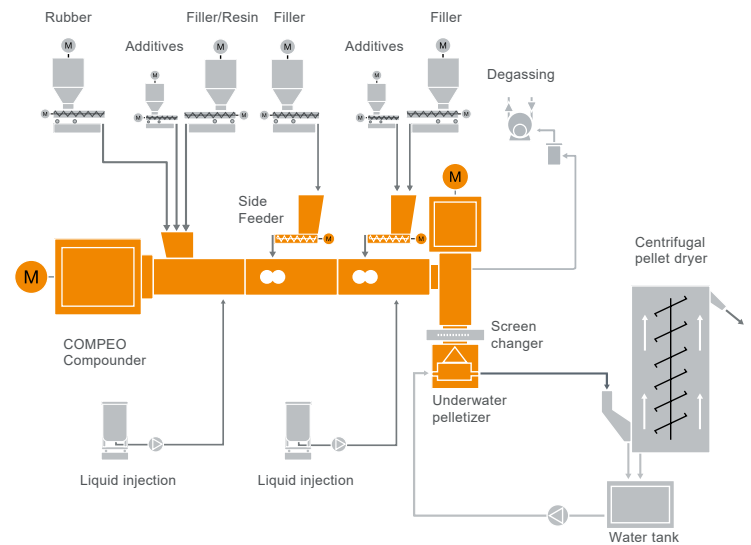 Rubber
Filler/Resin
Filler
Filler
Additives
Additives
Degassing
M
M
M
M
M
M
M
M
M
M
M
M
M
Side
Feeder
M
M
M
Centrifugal
pellet dryer
COMPEO
Compounder
Screen
changer
Underwater
pelletizer
Liquid injection
Liquid injection
Water tank